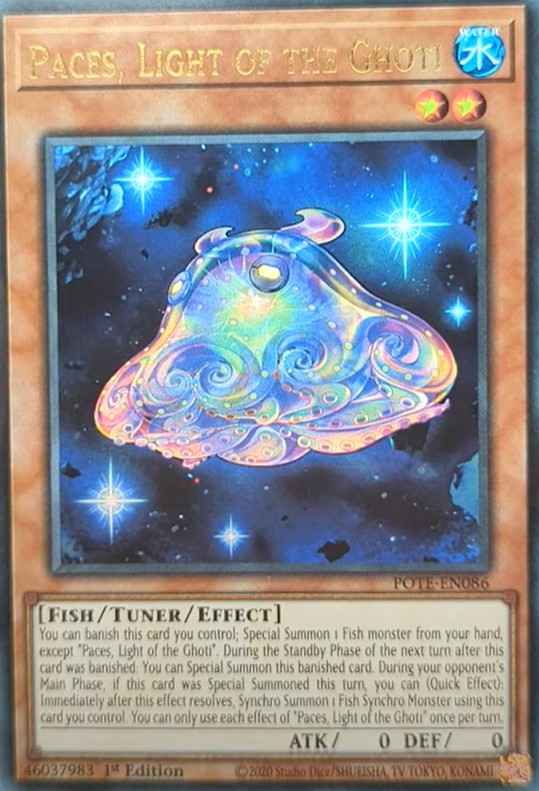 PACES, LIGHT OF THE GHOTI
WATER
水
POTE-EN086
[FISH/TUNER/EFFECT]
You can banish this card you control; Special Summon 1 Fish monster from your hand,
except "Paces, Light of the Ghoti". During the Standby Phase of the next turn after this
card was banished: You can Special Summon this banished card. During your opponent's
Main Phase, if this card was Special Summoned this turn, you can (Quick Effect):
Immediately after this effect resolves, Synchro Summon 1 Fish Synchro Monster using this
card you control. You can only use each effect of "Paces, Light of the Ghoti" once per turn.
ATK/ 0 DEF/ 0
46037983 1st Edition ©2020 Studio Dice/SHUEISHA, TV TOKYO, KONAMI